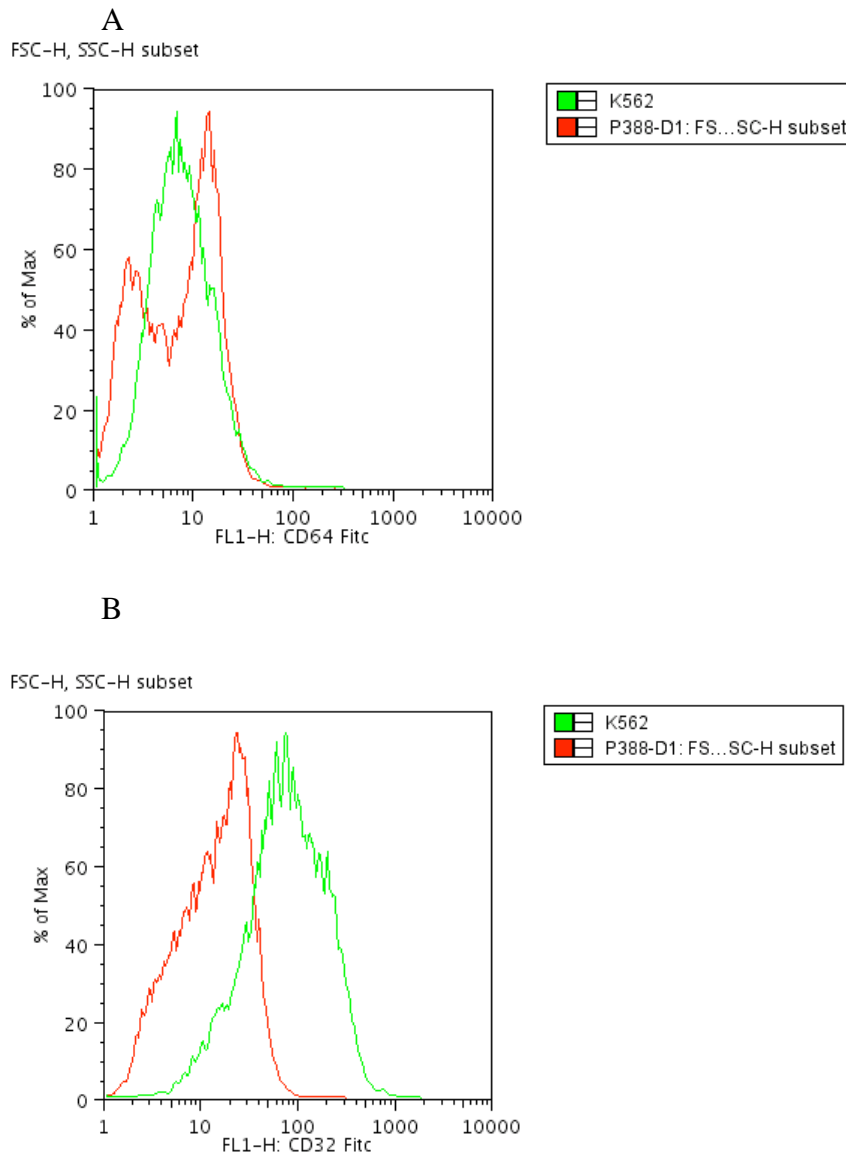 A
FSC-H, SSC-H subset
K562
P388-D1: FS...SC-H subset
100
80
60
40
20
0
% of Max
1 10 100 1000 10000
FL1-H: CD64 Fitc
B
FSC-H, SSC-H subset
K562
P388-D1: FS...SC-H subset
100
80
60
40
20
0
% of Max
1 10 100 1000 10000
FL1-H: CD32 Fitc